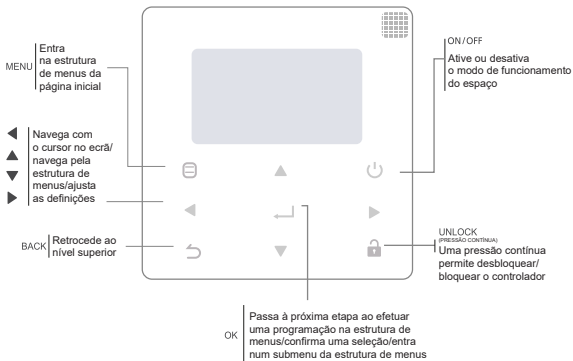 MENU
Entra
na estrutura
de menus da
página inicial
Navega com
o cursor no ecrã/
navega pela
estrutura de
menus/ajusta
as definições
BACK
Retrocede ao
nível superior
ON/OFF
Ative ou desativa
o modo de funcionamento
do espaço
UNLOCK
(PRESSÃO CONTÍNUA)
Uma pressão contínua
permite desbloquear/
bloquear o controlador
OK
Passa à próxima etapa ao efetuar
uma programação na estrutura de
menus/confirma uma seleção/entra
num submenu da estrutura de menus